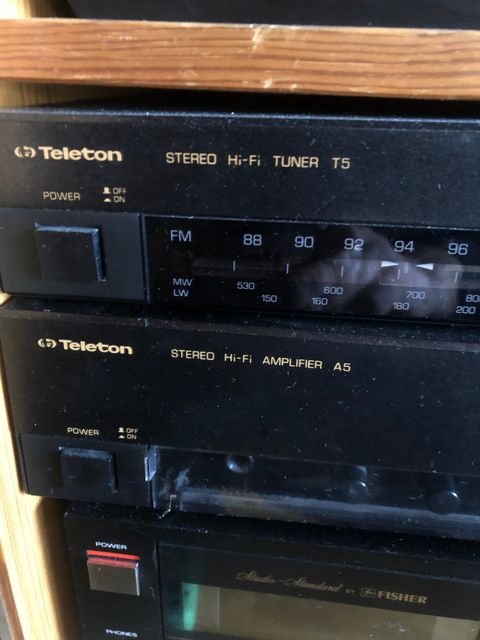 Teleton STEREO Hi-Fi TUNER T5
POWER OFF
ON
FM 88 90 92 94 96
MW 530 600 700 800
LW 150 160 180 200
Teleton STEREO Hi-Fi AMPLIFIER A5
POWER OFF
ON
POWER
Studio-Standard BY FISHER
PHONES